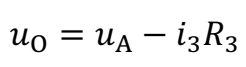 u_O = u_A − i_3R_3